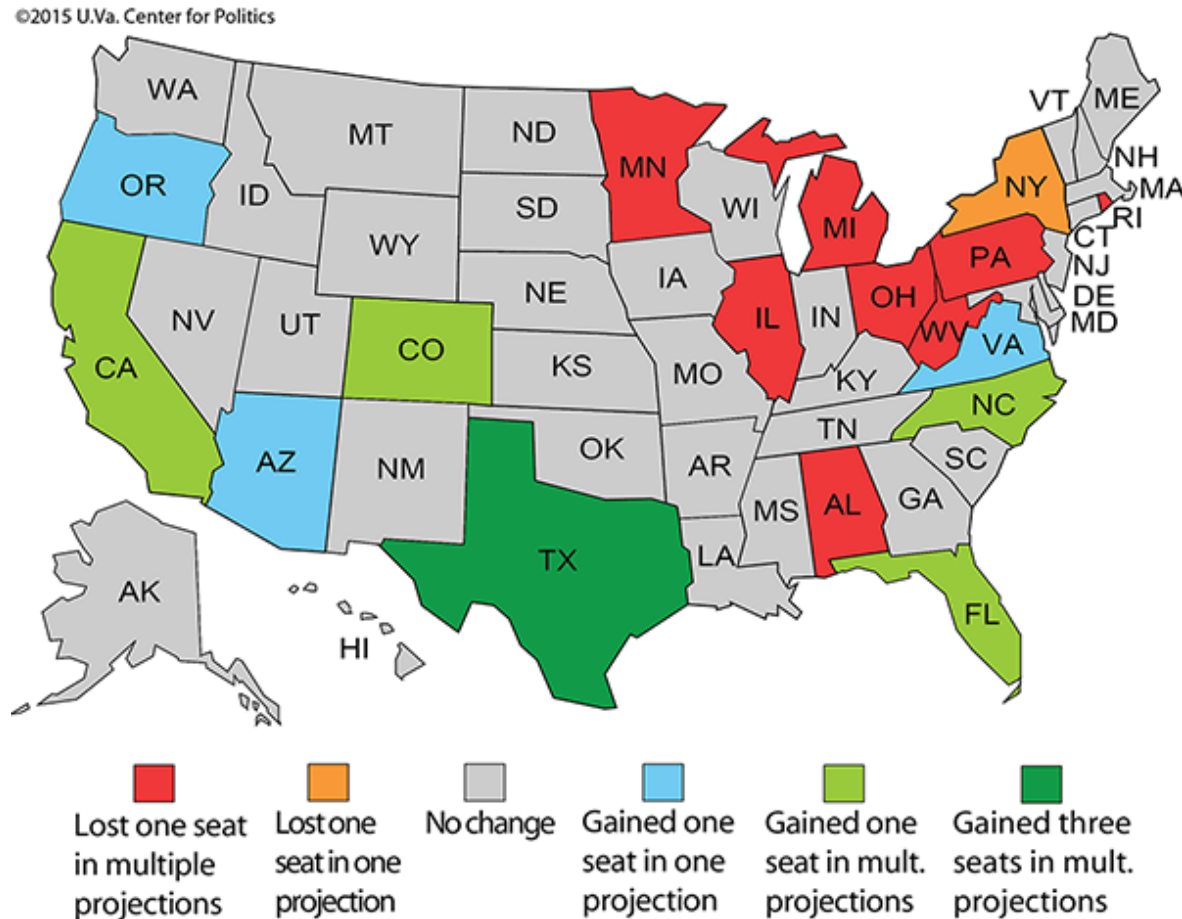 ©2015 U.Va. Center for Politics
WA
MT
ND
MN
VT
ME
OR
ID
SD
WI
MI
NY
NH
MA
RI
WY
IA
PA
CT
NJ
NE
IL
IN
OH
DE
MD
NV
UT
CO
KS
MO
WV
VA
CA
KY
NC
AZ
NM
OK
AR
TN
SC
MS
AL
GA
TX
LA
AK
HI
FL
Lost one seat
in multiple
projections
Lost one
seat in one
projection
No change
Gained one
seat in one
projection
Gained one
seat in mult.
projections
Gained three
seats in mult.
projections